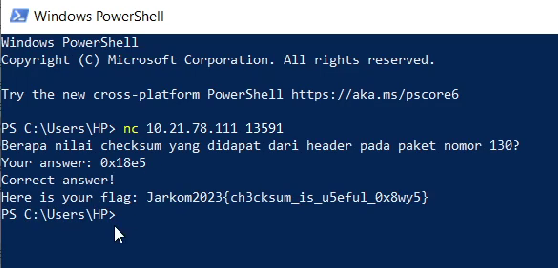 Windows PowerShell
Windows PowerShell
Copyright (C) Microsoft Corporation. All rights reserved.
Try the new cross-platform PowerShell https://aka.ms/pscore6
PS C:\Users\HP> nc 10.21.78.111 13591
Berapa nilai checksum yang didapat dari header pada paket nomor 130?
Your answer: 0x18e5
Correct answer!
Here is your flag: Jarkom2023{ch3cksum_is_u5eful_0x8wy5}
PS C:\Users\HP>